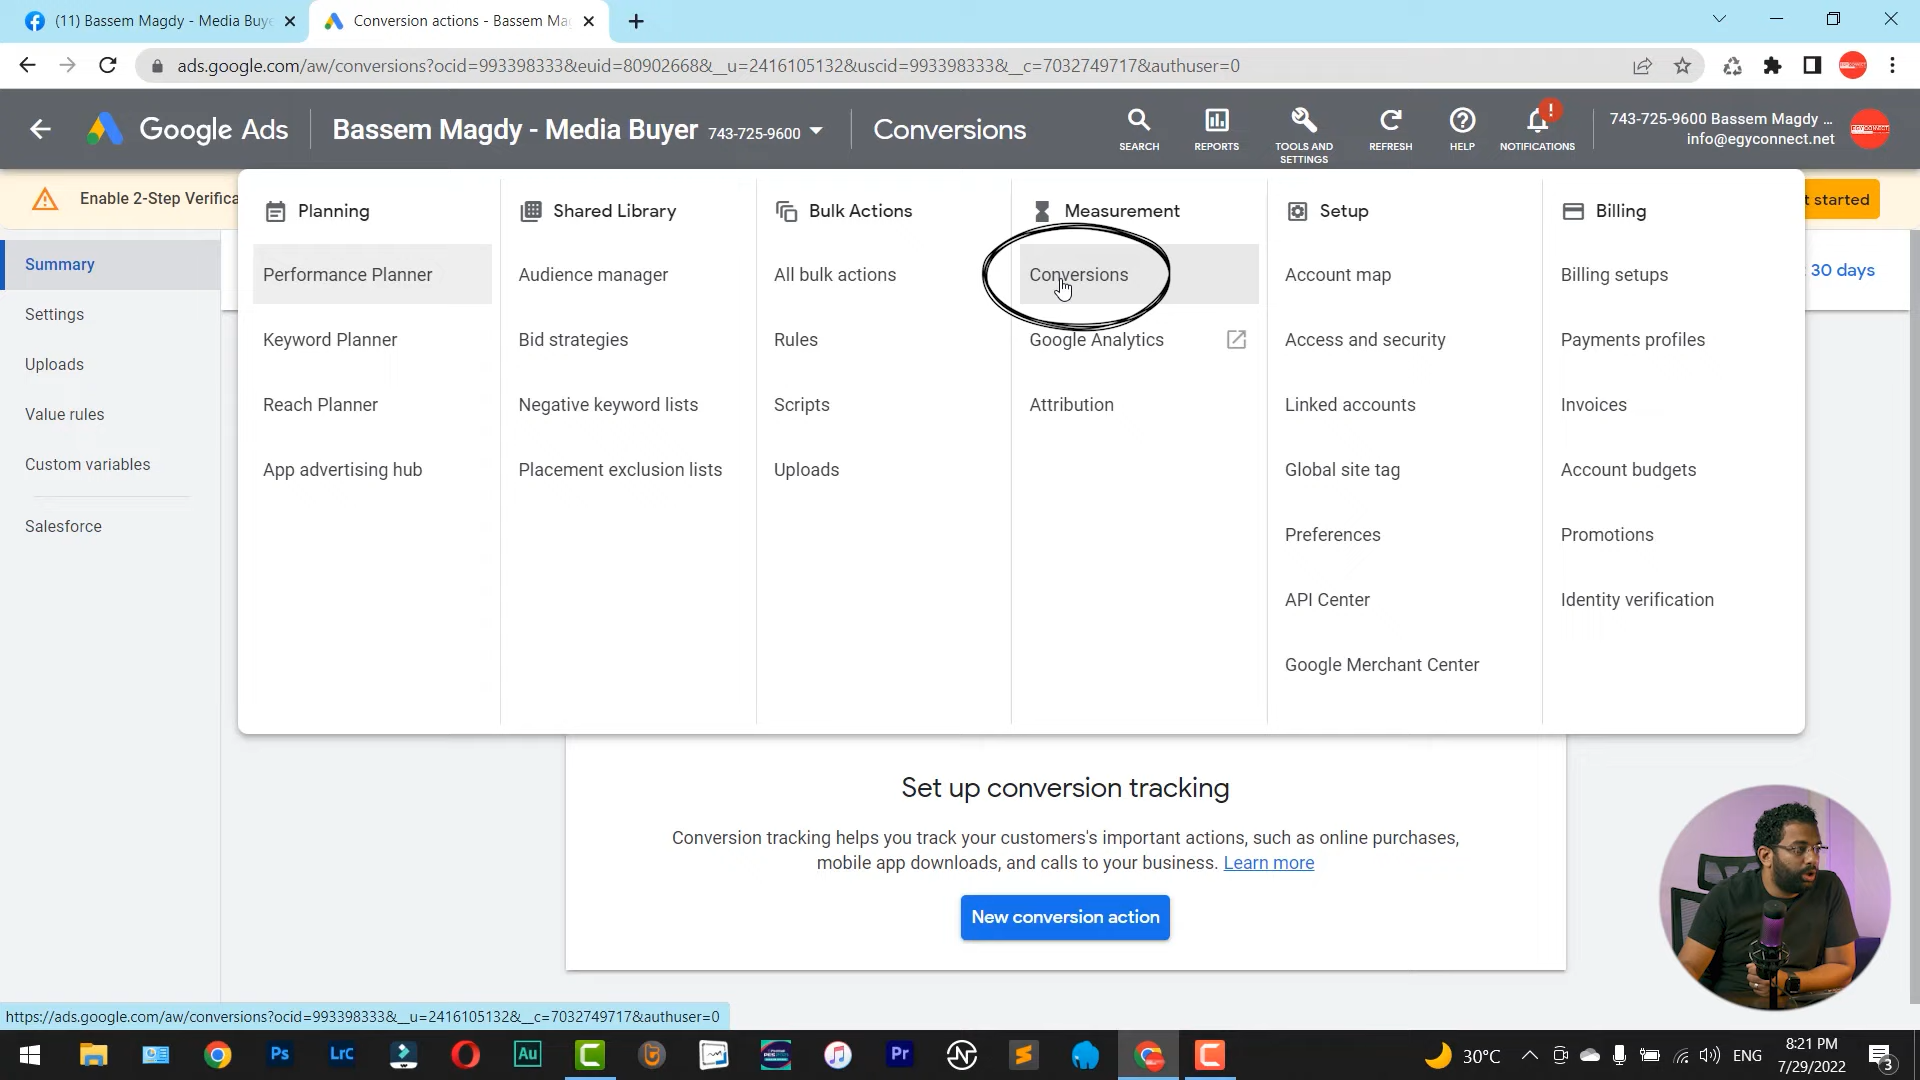 (11) Bassem Magdy - Media Buye
Conversion actions - Bassem Ma
ads.google.com/aw/conversions?ocid=993398333&euid=80902668&__u=2416105132&uscid=993398333&__c=7032749717&authuser=0
Google Ads
Bassem Magdy - Media Buyer 743-725-9600
Conversions
SEARCH
REPORTS
TOOLS AND
SETTINGS
REFRESH
HELP
!
NOTIFICATIONS
743-725-9600 Bassem Magdy ...
info@egyconnect.net
EGYCONNECT
Enable 2-Step Verifica
t started
Summary
Settings
Uploads
Value rules
Custom variables
Salesforce
30 days
Planning
Performance Planner
Keyword Planner
Reach Planner
App advertising hub
Shared Library
Audience manager
Bid strategies
Negative keyword lists
Placement exclusion lists
Bulk Actions
All bulk actions
Rules
Scripts
Uploads
Measurement
Conversions
Google Analytics
Attribution
Setup
Account map
Access and security
Linked accounts
Global site tag
Preferences
API Center
Google Merchant Center
Billing
Billing setups
Payments profiles
Invoices
Account budgets
Promotions
Identity verification
Set up conversion tracking
Conversion tracking helps you track your customers's important actions, such as online purchases,
mobile app downloads, and calls to your business. Learn more
New conversion action
https://ads.google.com/aw/conversions?ocid=993398333&__u=2416105132&__c=7032749717&authuser=0
Ps
LrC
Au
Pr
30°C
ENG
8:21 PM
7/29/2022
3